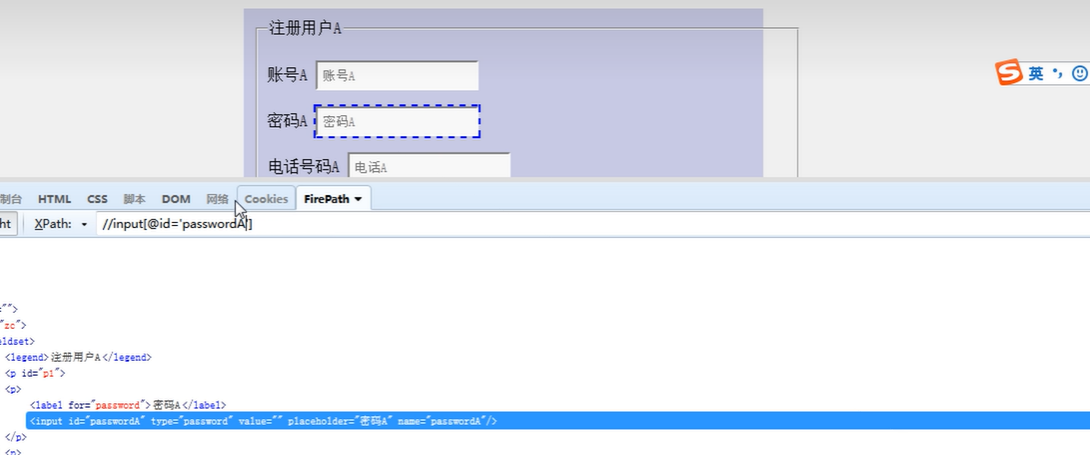 注册用户A
账号A 账号A
英
密码A 密码A
电话号码A 电话A
制台 HTML CSS 脚本 DOM 网络 Cookies FirePath
ht XPath: //input[@id='passwordA']
="">
="zc">
eldset>
<legend>注册用户A</legend>
<p id="p1">
<p>
<label for="password">密码A</label>
<input id="passwordA" type="password" value="" placeholder="密码A" name="passwordA"/>
</p>
<p>